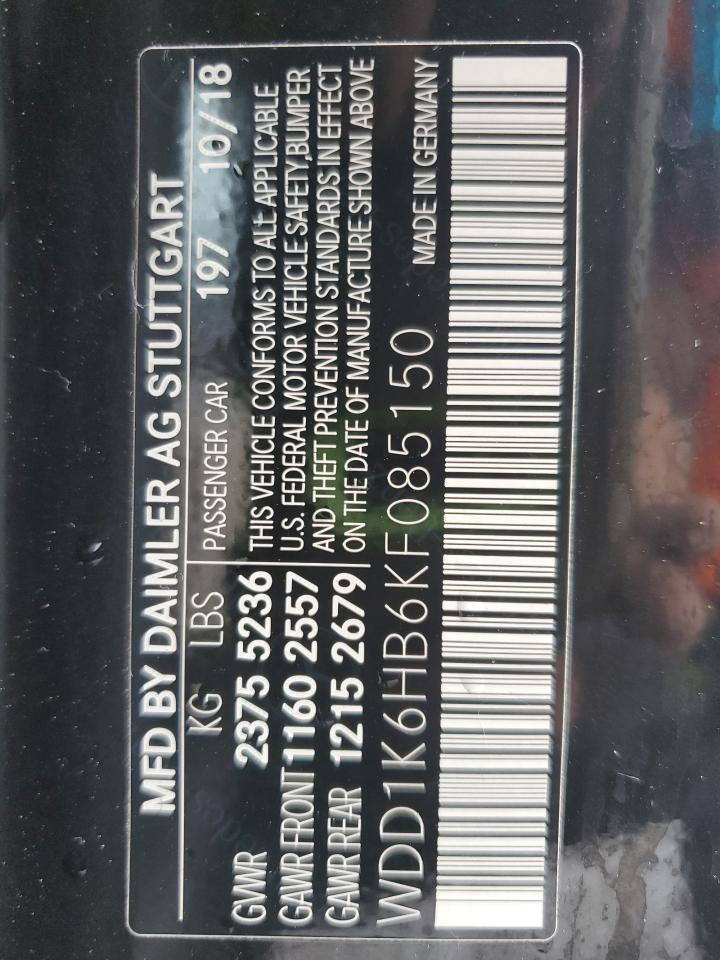 MFD BY DAIMLER AG STUTTGART
KG LBS PASSENGER CAR 197 10/18
GVWR 2375 5236 THIS VEHICLE CONFORMS TO ALL APPLICABLE
GAWR FRONT 1160 2557 U.S. FEDERAL MOTOR VEHICLE SAFETY,BUMPER
GAWR REAR 1215 2679 AND THEFT PREVENTION STANDARDS IN EFFECT
ON THE DATE OF MANUFACTURE SHOWN ABOVE
WDD1K6HB6KF085150 MADE IN GERMANY